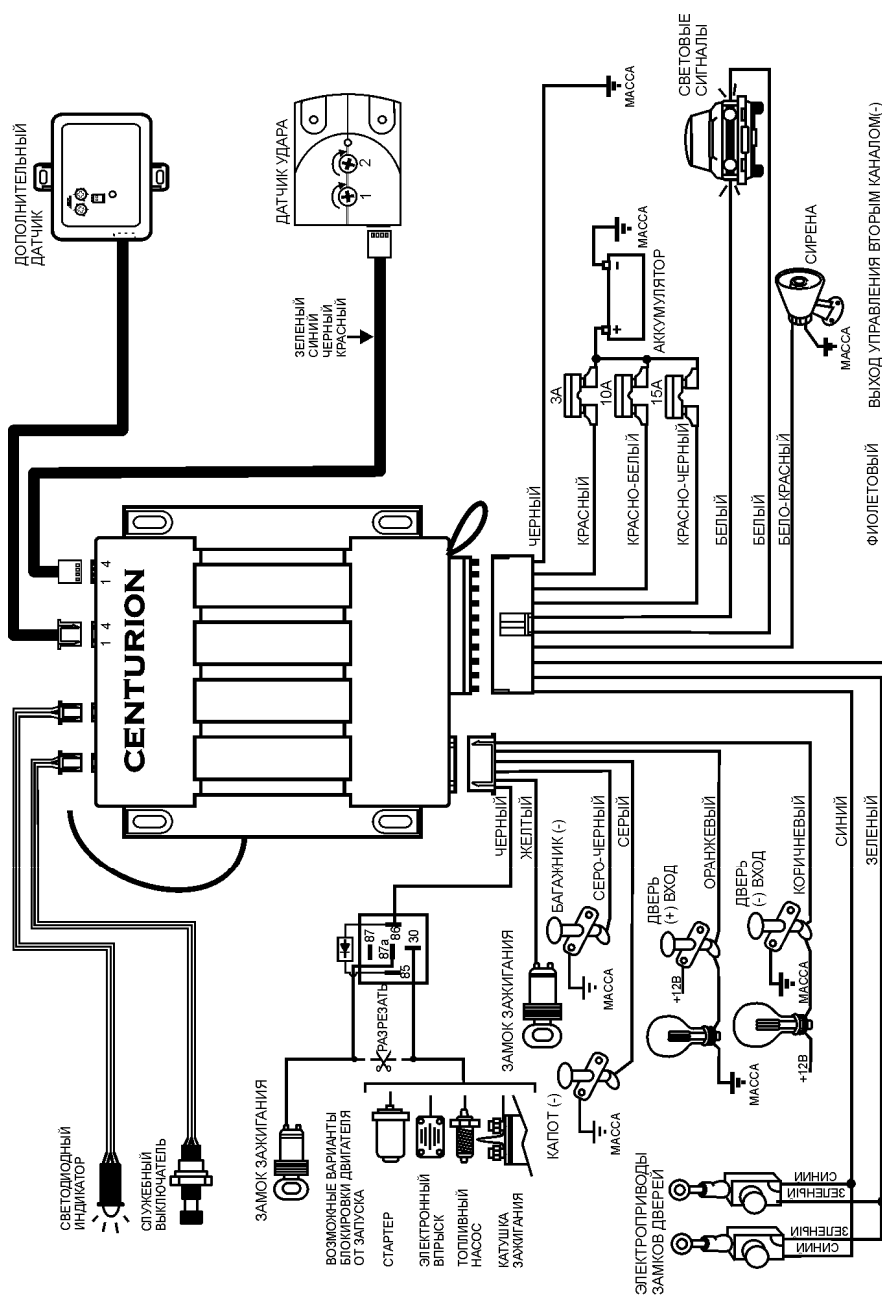 ДОПОЛНИТЕЛЬНЫЙ
ДАТЧИК
ДАТЧИК УДАРА
1
2
ЗЕЛЕНЫЙ
СИНИЙ
ЧЕРНЫЙ
КРАСНЫЙ
МАССА
СВЕТОВЫЕ
СИГНАЛЫ
МАССА
АККУМУЛЯТОР
+
-
3А
10А
15А
СИРЕНА
МАССА
ЧЕРНЫЙ
КРАСНЫЙ
КРАСНО-БЕЛЫЙ
КРАСНО-ЧЕРНЫЙ
БЕЛЫЙ
БЕЛЫЙ
БЕЛО-КРАСНЫЙ
ФИОЛЕТОВЫЙ
ВЫХОД УПРАВЛЕНИЯ ВТОРЫМ КАНАЛОМ(-)
1 4
1 4
CENTURION
СВЕТОДИОДНЫЙ
ИНДИКАТОР
СЛУЖЕБНЫЙ
ВЫКЛЮЧАТЕЛЬ
ЗАМОК ЗАЖИГАНИЯ
РАЗРЕЗАТЬ
87
87а
86
85
30
ВОЗМОЖНЫЕ ВАРИАНТЫ
БЛОКИРОВКИ ДВИГАТЕЛЯ
ОТ ЗАПУСКА
СТАРТЕР
ЭЛЕКТРОННЫЙ
ВПРЫСК
ТОПЛИВНЫЙ
НАСОС
КАТУШКА
ЗАЖИГАНИЯ
ЧЕРНЫЙ
ЖЕЛТЫЙ
ЗАМОК ЗАЖИГАНИЯ
БАГАЖНИК (-)
СЕРО-ЧЕРНЫЙ
МАССА
СЕРЫЙ
КАПОТ (-)
МАССА
ДВЕРЬ
(+) ВХОД
ОРАНЖЕВЫЙ
+12В
МАССА
ДВЕРЬ
(-) ВХОД
КОРИЧНЕВЫЙ
МАССА
+12В
СИНИЙ
ЗЕЛЕНЫЙ
ЭЛЕКТРОПРИВОДЫ
ЗАМКОВ ДВЕРЕЙ
СИНИЙ
ЗЕЛЕНЫЙ
ЗЕЛЕНЫЙ
СИНИЙ